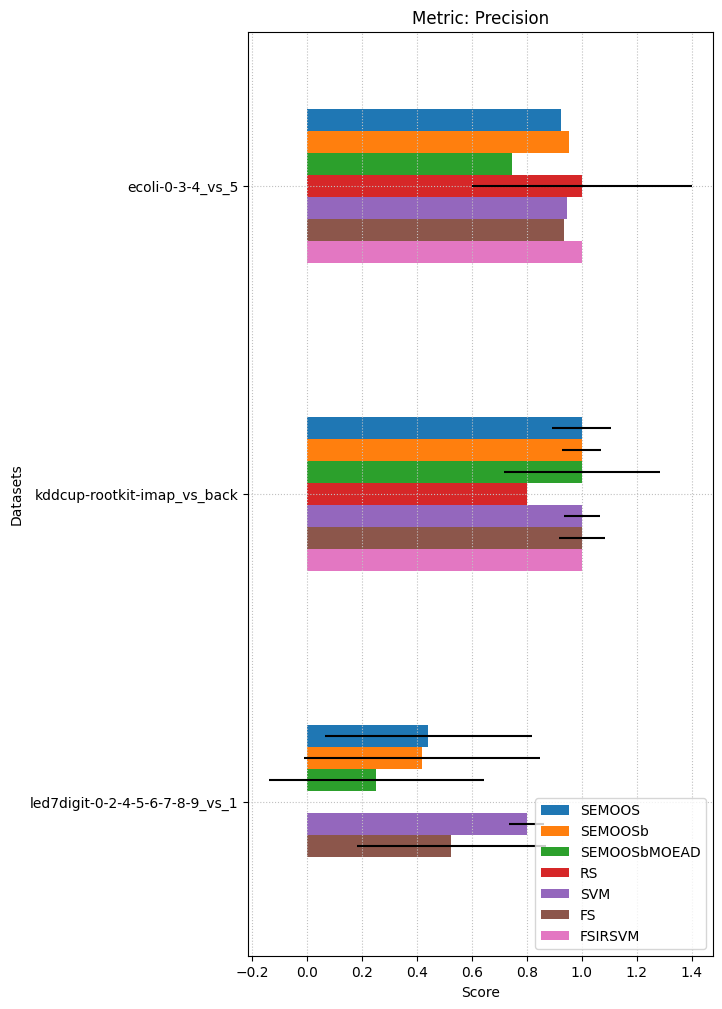 Metric: Precision
Datasets
ecoli-0-3-4_vs_5
kddcup-rootkit-imap_vs_back
led7digit-0-2-4-5-6-7-8-9_vs_1
SEMOOS
SEMOOSb
SEMOOSbMOEAD
RS
SVM
FS
FSIRSVM
−0.2 0.0 0.2 0.4 0.6 0.8 1.0 1.2 1.4
Score